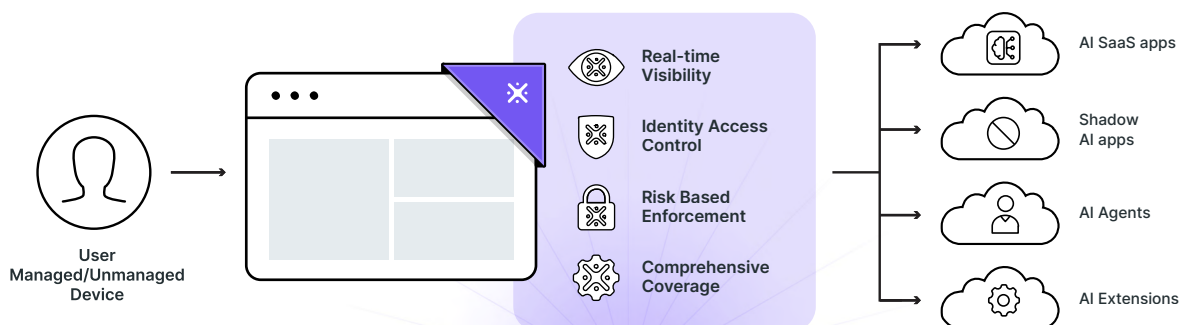 User
Managed/Unmanaged
Device
Real-time
Visibility
Identity Access
Control
Risk Based
Enforcement
Comprehensive
Coverage
AI SaaS apps
Shadow
AI apps
AI Agents
AI Extensions